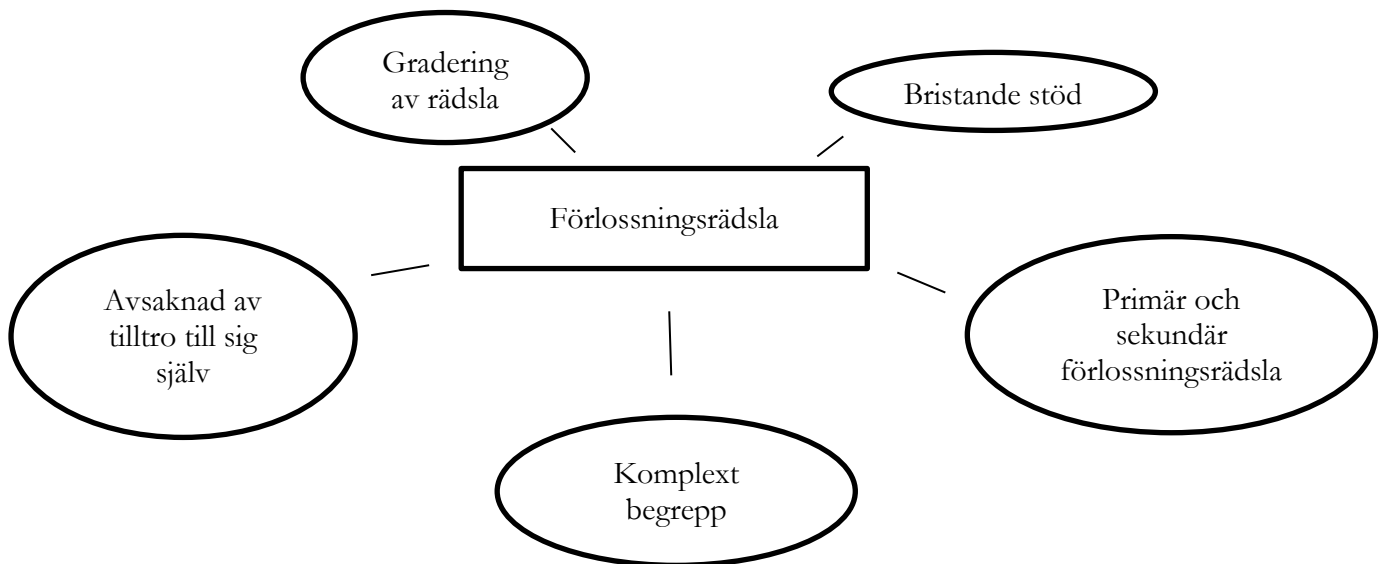 Gradering
av rädsla
Bristande stöd
Förlossningsrädsla
Avsaknad av
tilltro till sig
själv
Primär och
sekundär
förlossningsrädsla
Komplext
begrepp